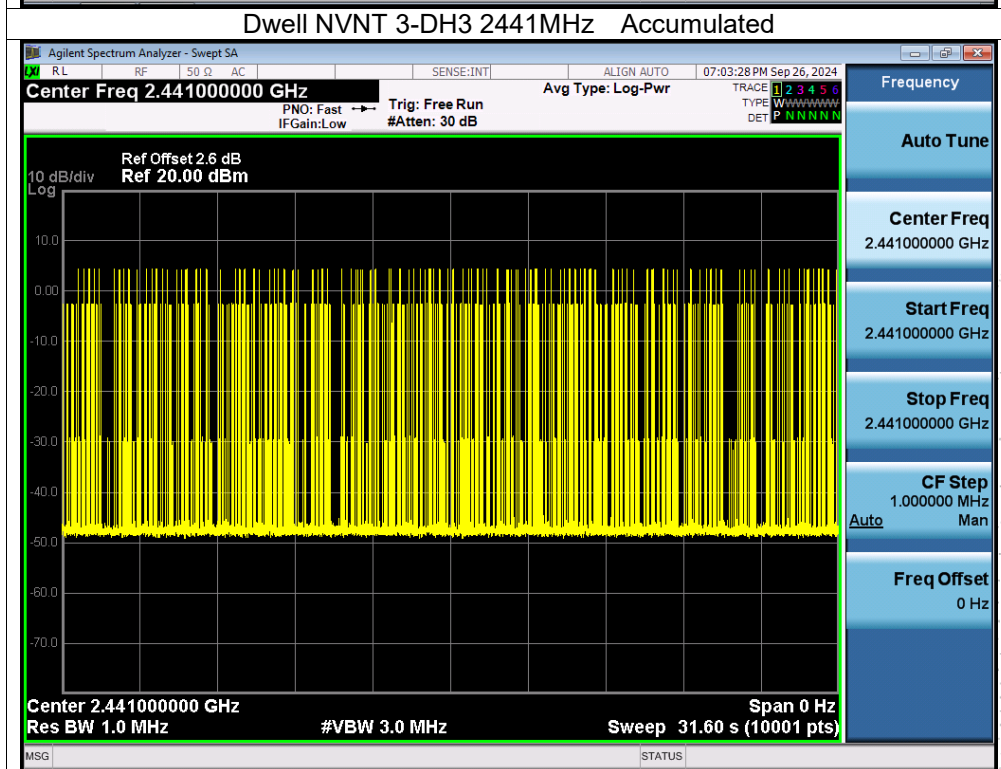 Dwell NVNT 3-DH3 2441MHz Accumulated
Agilent Spectrum Analyzer - Swept SA
LXI RL RF 50 Ω AC SENSE:INT ALIGN AUTO 07:03:28 PM Sep 26, 2024
Center Freq 2.441000000 GHz
PNO: Fast
IFGain:Low
Trig: Free Run
#Atten: 30 dB
Avg Type: Log-Pwr
TRACE 1 2 3 4 5 6
TYPE WWWWWWW
DET P N N N N N
Ref Offset 2.6 dB
10 dB/div Ref 20.00 dBm
Log
10.0
0.00
-10.0
-20.0
-30.0
-40.0
-50.0
-60.0
-70.0
Center 2.441000000 GHz Span 0 Hz
Res BW 1.0 MHz #VBW 3.0 MHz Sweep 31.60 s (10001 pts)
MSG STATUS
Frequency
Auto Tune
Center Freq
2.441000000 GHz
Start Freq
2.441000000 GHz
Stop Freq
2.441000000 GHz
CF Step
1.000000 MHz
Auto Man
Freq Offset
0 Hz